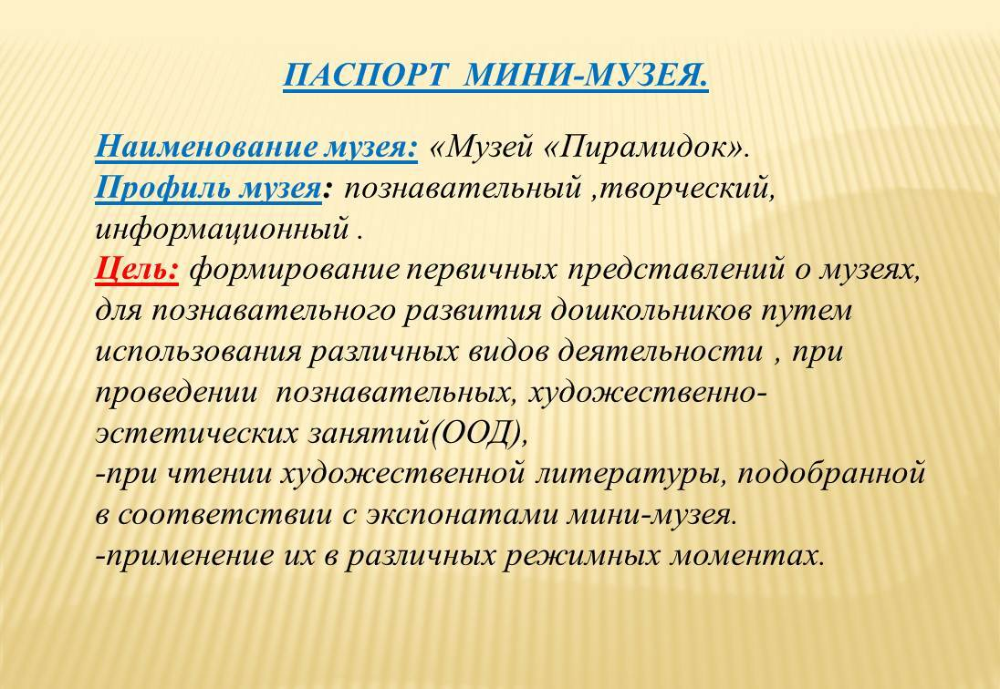 ПАСПОРТ МИНИ-МУЗЕЯ.
Наименование музея: «Музей «Пирамидок».
Профиль музея: познавательный ,творческий,
информационный .
Цель: формирование первичных представлений о музеях,
для познавательного развития дошкольников путем
использования различных видов деятельности , при
проведении познавательных, художественно-
эстетических занятий(ООД),
-при чтении художественной литературы, подобранной
в соответствии с экспонатами мини-музея.
-применение их в различных режимных моментах.